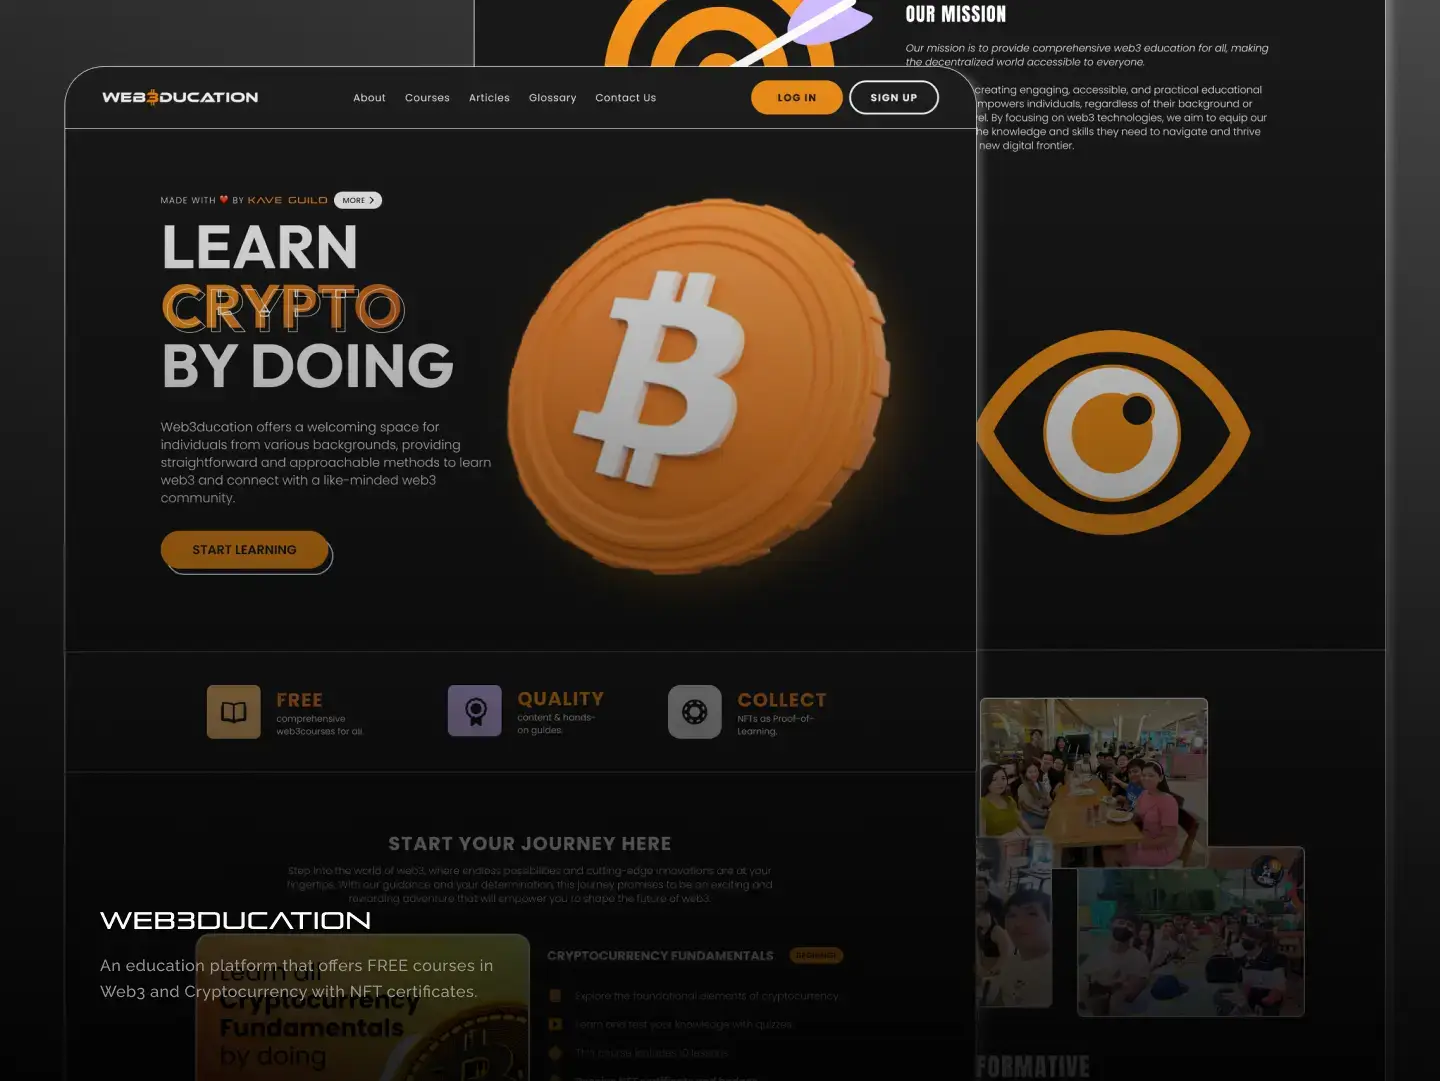 OUR MISSION
Our mission is to provide comprehensive web3 education for all, making
the decentralized world accessible to everyone.
creating engaging, accessible, and practical educational
mpowers individuals, regardless of their background or
el. By focusing on web3 technologies, we aim to equip our
he knowledge and skills they need to navigate and thrive
new digital frontier.
WEB3DUCATION
About Courses Articles Glossary Contact Us
LOG IN SIGN UP
MADE WITH ❤️ BY KAVE GUILD MORE >
LEARN
CRYPTO
BY DOING
Web3ducation offers a welcoming space for
individuals from various backgrounds, providing
straightforward and approachable methods to learn
web3 and connect with a like-minded web3
community.
START LEARNING
FREE
comprehensive
web3courses for all.
QUALITY
content & hands-
on guides.
COLLECT
NFTs as Proof-of-
Learning.
START YOUR JOURNEY HERE
Step into the world of web3, where endless possibilities and cutting-edge innovations are at your
fingertips. With our guidance and your determination, this journey promises to be an exciting and
rewarding adventure that will empower you to shape the future of web3.
WEB3DUCATION
An education platform that offers FREE courses in
Web3 and Cryptocurrency with NFT certificates.
Learn all
Cryptocurrency
Fundamentals
by doing
CRYPTOCURRENCY FUNDAMENTALS BEGINNER
Explore the foundational elements of cryptocurrency.
Learn and test your knowledge with quizzes.
This course includes 10 lessons.
FORMATIVE